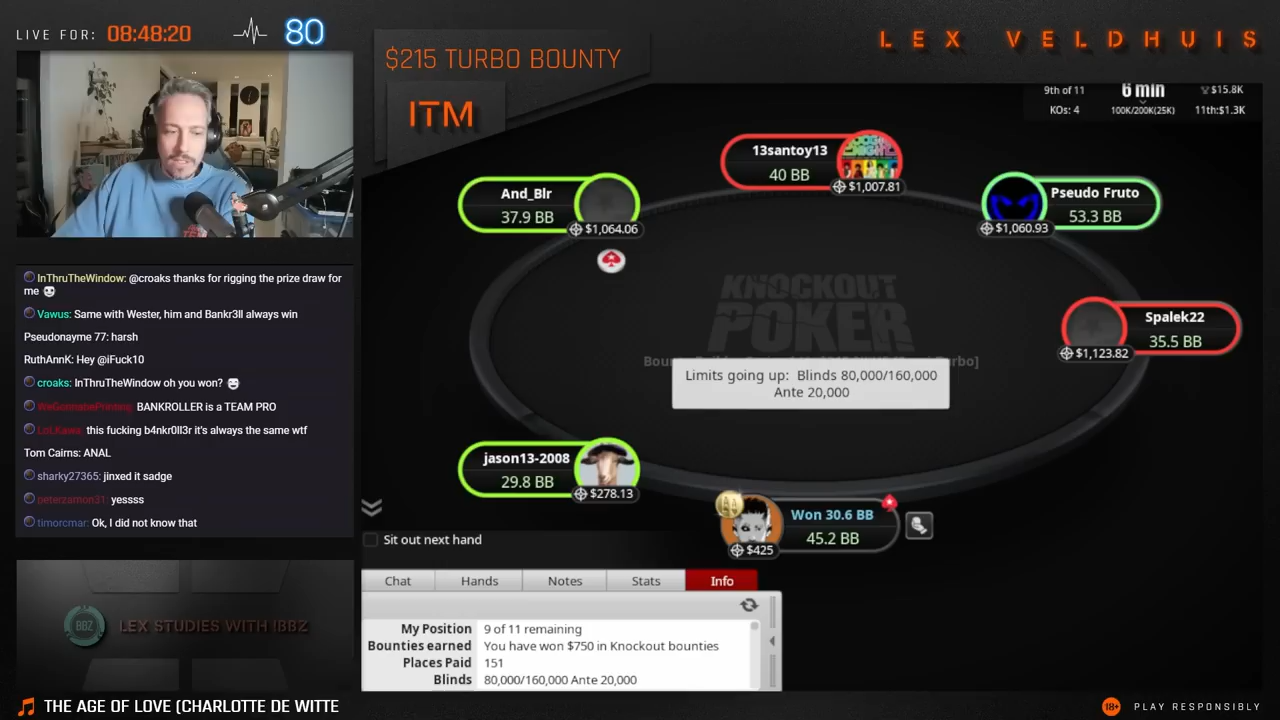 LIVE FOR: 08:48:20 80
$215 TURBO BOUNTY
ITM
LEX VELDHUIS
9th of 11 6 min $15.8K
KOs: 4 100K/200K(25K) 11th:$1.3K
13santoy13
40 BB
$1,007.81
And_Blr
37.9 BB
$1,064.06
Pseudo Fruto
53.3 BB
$1,060.93
Spalek22
35.5 BB
$1,123.82
KNOCKOUT
POKER
Limits going up: Blinds 80,000/160,000
Ante 20,000
jason13-2008
29.8 BB
$278.13
Won 30.6 BB
45.2 BB
$425
InThruTheWindow: @croaks thanks for rigging the prize draw for
me
Vawus: Same with Wester, him and Bankr3ll always win
Pseudonayme 77: harsh
RuthAnnK: Hey @iFuck10
croaks: InThruTheWindow oh you won?
BANKROLLER is a TEAM PRO
LoLKawa: this fucking b4nkr0ll3r it's always the same wtf
Tom Cairns: ANAL
sharky27365: jinxed it sadge
peterzamon31: yessss
timorcmar: Ok, I did not know that
Sit out next hand
Chat Hands Notes Stats Info
My Position 9 of 11 remaining
Bounties earned You have won $750 in Knockout bounties
Places Paid 151
Blinds 80,000/160,000 Ante 20,000
BBZ LEX STUDIES WITH !BBZ
THE AGE OF LOVE (CHARLOTTE DE WITTE
18+ PLAY RESPONSIBLY